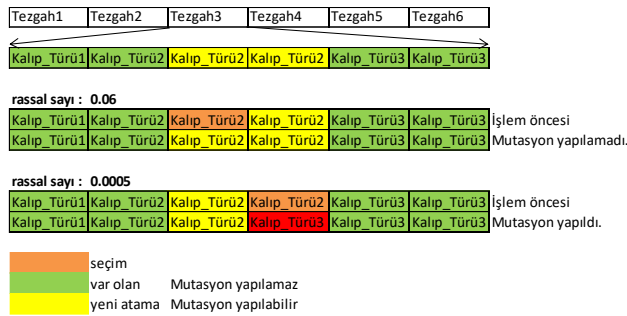 Tezgah1 Tezgah2 Tezgah3 Tezgah4 Tezgah5 Tezgah6
Kalıp_Türü1 Kalıp_Türü2 Kalıp_Türü2 Kalıp_Türü2 Kalıp_Türü3 Kalıp_Türü3
rassal sayı : 0.06
Kalıp_Türü1 Kalıp_Türü2 Kalıp_Türü2 Kalıp_Türü2 Kalıp_Türü3 Kalıp_Türü3 İşlem öncesi
Kalıp_Türü1 Kalıp_Türü2 Kalıp_Türü2 Kalıp_Türü2 Kalıp_Türü3 Kalıp_Türü3 Mutasyon yapılamadı.
rassal sayı : 0.0005
Kalıp_Türü1 Kalıp_Türü2 Kalıp_Türü2 Kalıp_Türü2 Kalıp_Türü3 Kalıp_Türü3 İşlem öncesi
Kalıp_Türü1 Kalıp_Türü2 Kalıp_Türü2 Kalıp_Türü3 Kalıp_Türü3 Kalıp_Türü3 Mutasyon yapıldı.
seçim
var olan Mutasyon yapılamaz
yeni atama Mutasyon yapılabilir